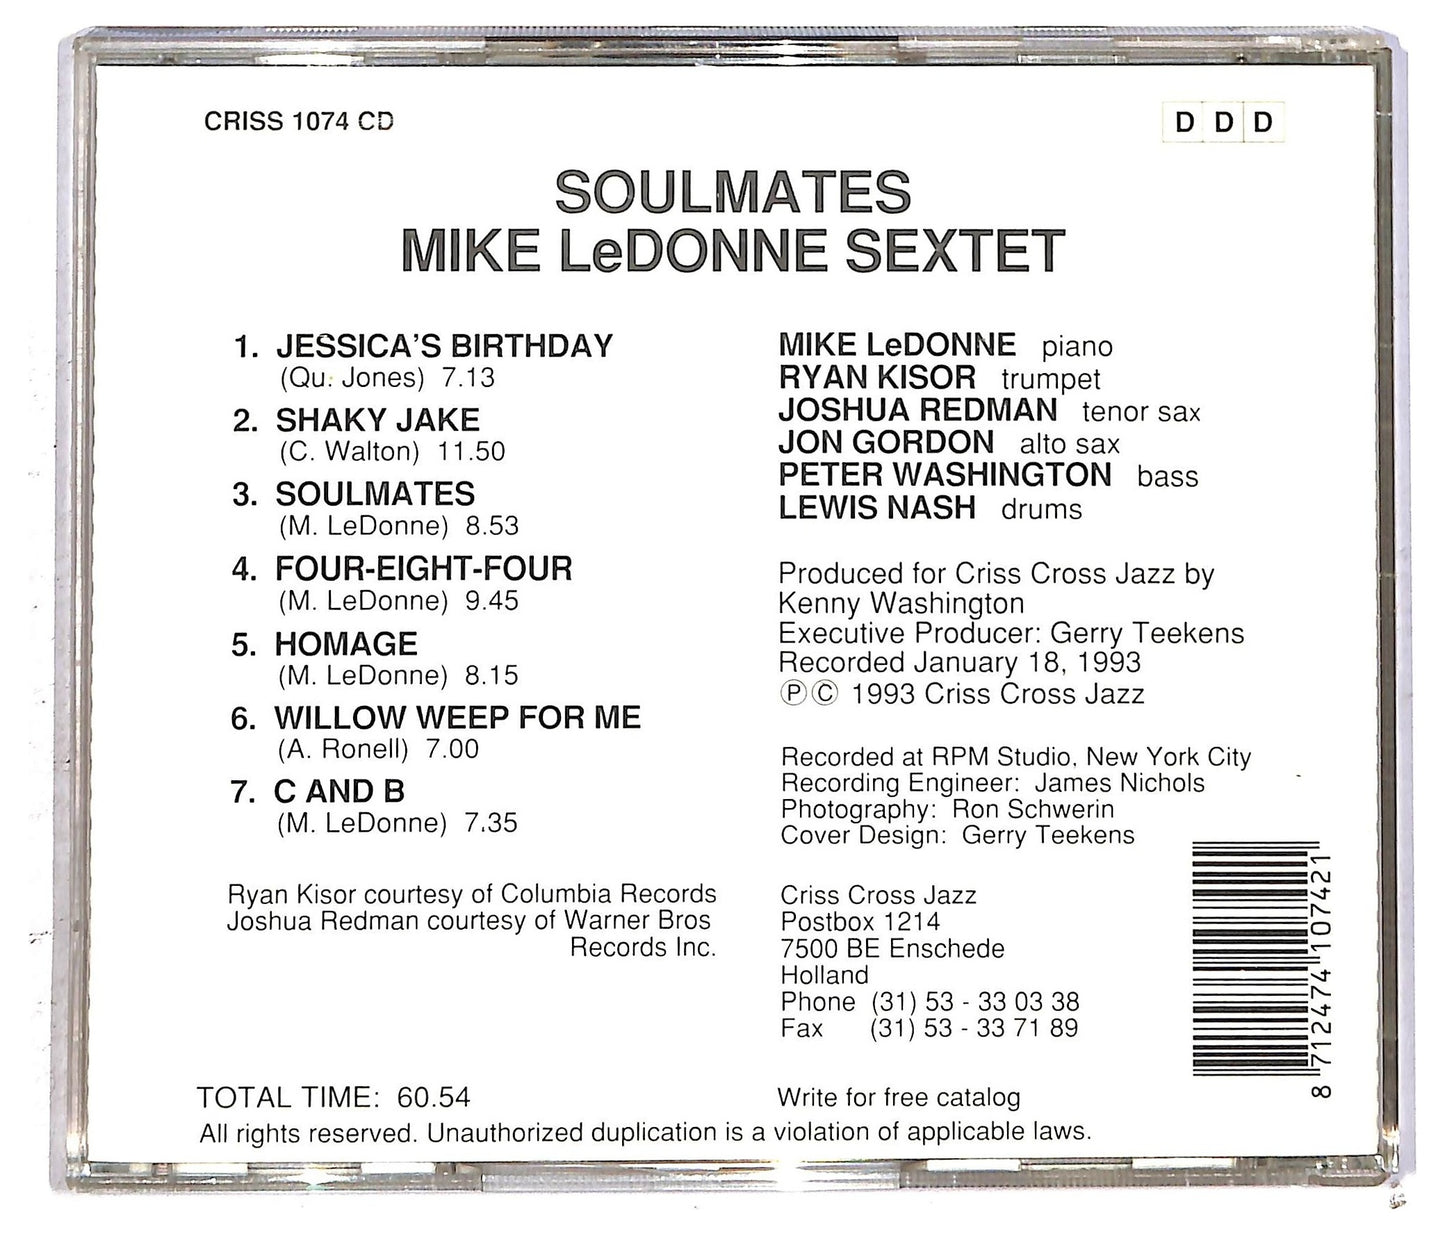 CRISS 1074 CD
D D D
SOULMATES
MIKE LeDONNE SEXTET
1. JESSICA'S BIRTHDAY
(Qu. Jones) 7.13
2. SHAKY JAKE
(C. Walton) 11.50
3. SOULMATES
(M. LeDonne) 8.53
4. FOUR-EIGHT-FOUR
(M. LeDonne) 9.45
5. HOMAGE
(M. LeDonne) 8.15
6. WILLOW WEEP FOR ME
(A. Ronell) 7.00
7. C AND B
(M. LeDonne) 7.35
Ryan Kisor courtesy of Columbia Records
Joshua Redman courtesy of Warner Bros
Records Inc.
MIKE LeDONNE piano
RYAN KISOR trumpet
JOSHUA REDMAN tenor sax
JON GORDON alto sax
PETER WASHINGTON bass
LEWIS NASH drums
Produced for Criss Cross Jazz by
Kenny Washington
Executive Producer: Gerry Teekens
Recorded January 18, 1993
℗ © 1993 Criss Cross Jazz
Recorded at RPM Studio, New York City
Recording Engineer: James Nichols
Photography: Ron Schwerin
Cover Design: Gerry Teekens
Criss Cross Jazz
Postbox 1214
7500 BE Enschede
Holland
Phone (31) 53 - 33 03 38
Fax (31) 53 - 33 71 89
8 712474 107421
TOTAL TIME: 60.54
Write for free catalog
All rights reserved. Unauthorized duplication is a violation of applicable laws.